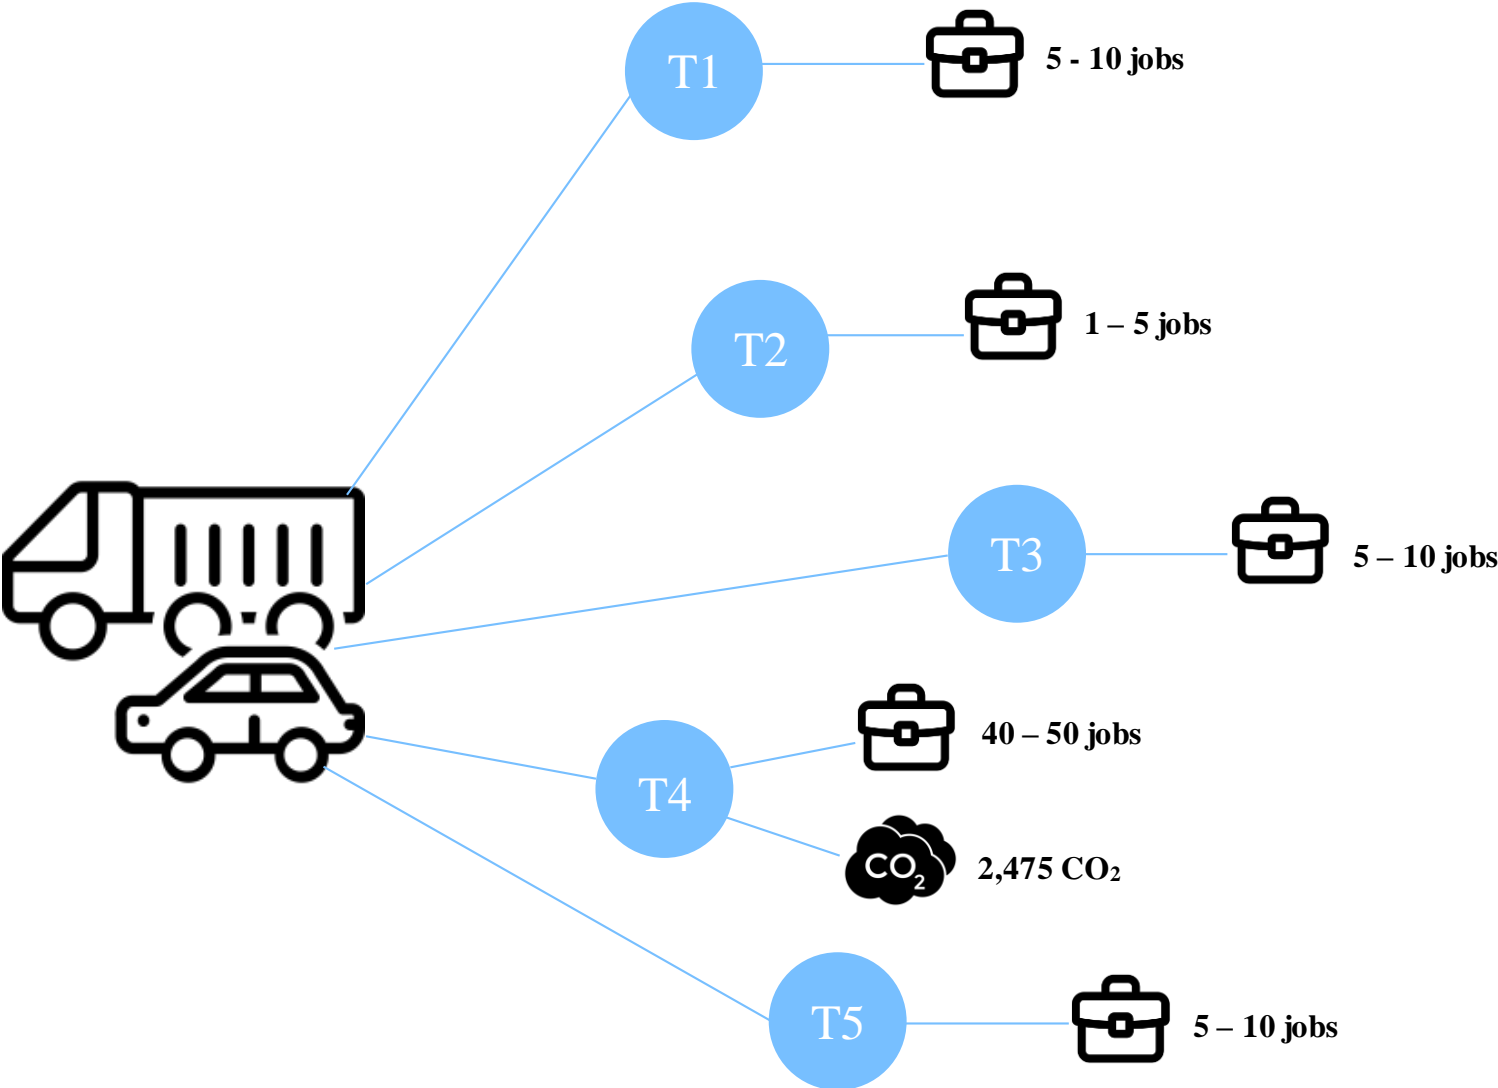 T1
5 - 10 jobs
T2
1 – 5 jobs
T3
5 – 10 jobs
T4
40 – 50 jobs
CO2
2,475 CO₂
T5
5 – 10 jobs